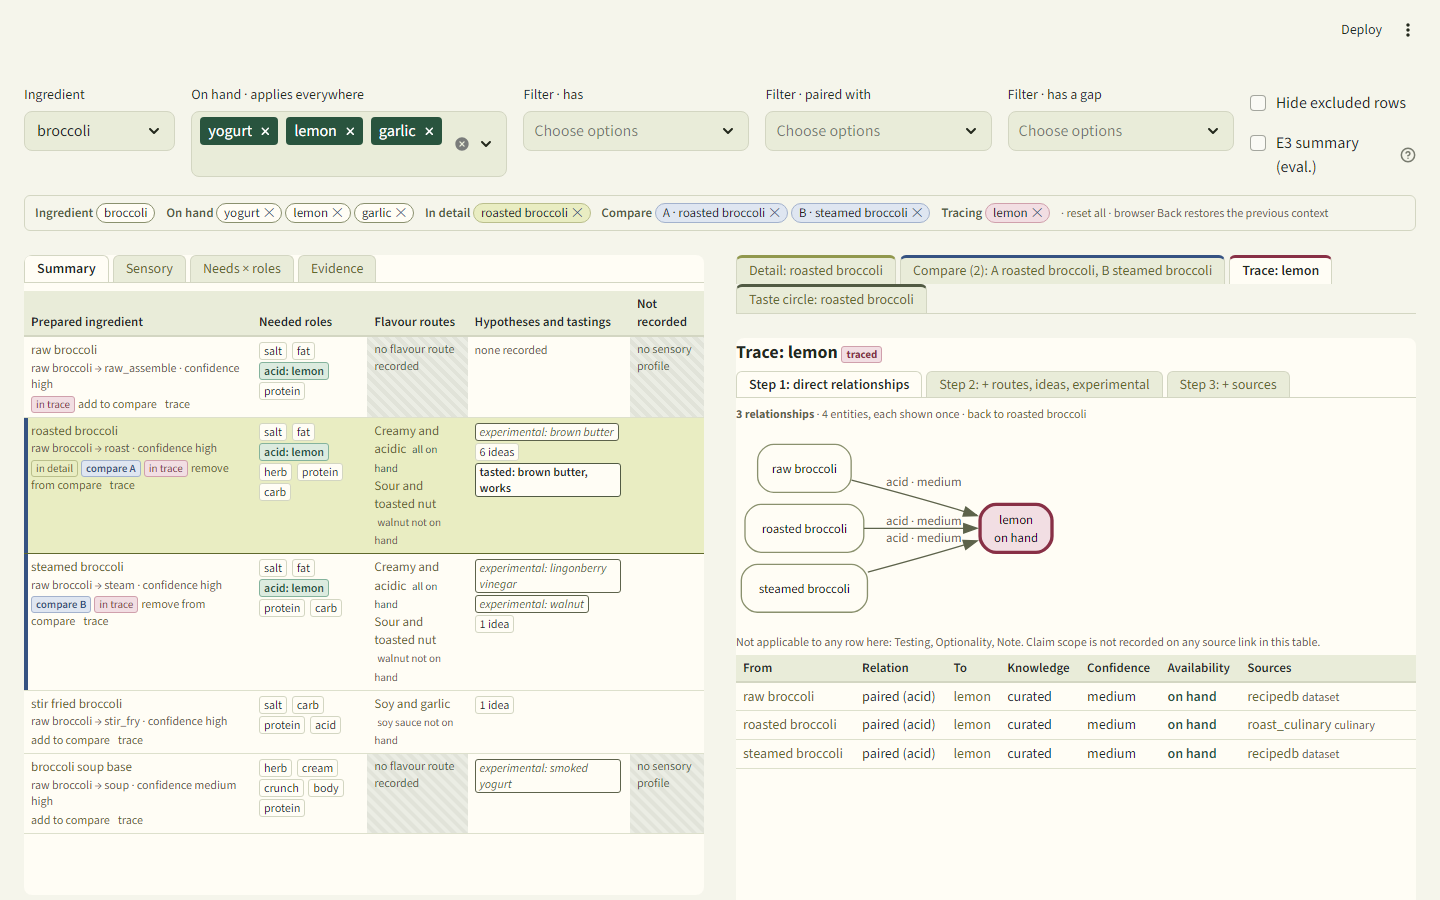 Deploy
Ingredient
On hand · applies everywhere
Filter · has
Filter · paired with
Filter · has a gap
broccoli
yogurt ×
lemon ×
garlic ×
Choose options
Choose options
Choose options
Hide excluded rows
E3 summary
(eval.)
Ingredient broccoli On hand yogurt × lemon × garlic × In detail roasted broccoli × Compare A · roasted broccoli × B · steamed broccoli × Tracing lemon × · reset all · browser Back restores the previous context
Summary
Sensory
Needs × roles
Evidence
Prepared ingredient
Needed roles
Flavour routes
Hypotheses and tastings
Not
recorded
raw broccoli
raw broccoli → raw_assemble · confidence
high
in trace add to compare trace
salt fat
acid: lemon
protein
no flavour route
recorded
none recorded
no sensory
profile
roasted broccoli
raw broccoli → roast · confidence high
in detail compare A in trace remove
from compare trace
salt fat
acid: lemon
herb protein
carb
Creamy and
acidic all on
hand
Sour and
toasted nut
walnut not on
hand
experimental: brown butter
6 ideas
tasted: brown butter,
works
steamed broccoli
raw broccoli → steam · confidence high
compare B in trace remove from
compare trace
salt fat
acid: lemon
protein carb
Creamy and
acidic all on
hand
Sour and
toasted nut
walnut not on
hand
experimental: lingonberry
vinegar
experimental: walnut
1 idea
stir fried broccoli
raw broccoli → stir_fry · confidence high
add to compare trace
salt carb
protein acid
Soy and garlic
soy sauce not on
hand
1 idea
broccoli soup base
raw broccoli → soup · confidence medium
high
add to compare trace
herb cream
crunch body
protein
no flavour route
recorded
experimental: smoked
yogurt
no sensory
profile
Detail: roasted broccoli
Compare (2): A roasted broccoli, B steamed broccoli
Trace: lemon
Taste circle: roasted broccoli
Trace: lemon traced
Step 1: direct relationships
Step 2: + routes, ideas, experimental
Step 3: + sources
3 relationships · 4 entities, each shown once · back to roasted broccoli
raw broccoli
acid · medium
roasted broccoli
acid · medium
acid · medium
lemon
on hand
steamed broccoli
Not applicable to any row here: Testing, Optionality, Note. Claim scope is not recorded on any source link in this table.
From Relation To Knowledge Confidence Availability Sources
raw broccoli paired (acid) lemon curated medium on hand recipedb dataset
roasted broccoli paired (acid) lemon curated medium on hand roast_culinary culinary
steamed broccoli paired (acid) lemon curated medium on hand recipedb dataset